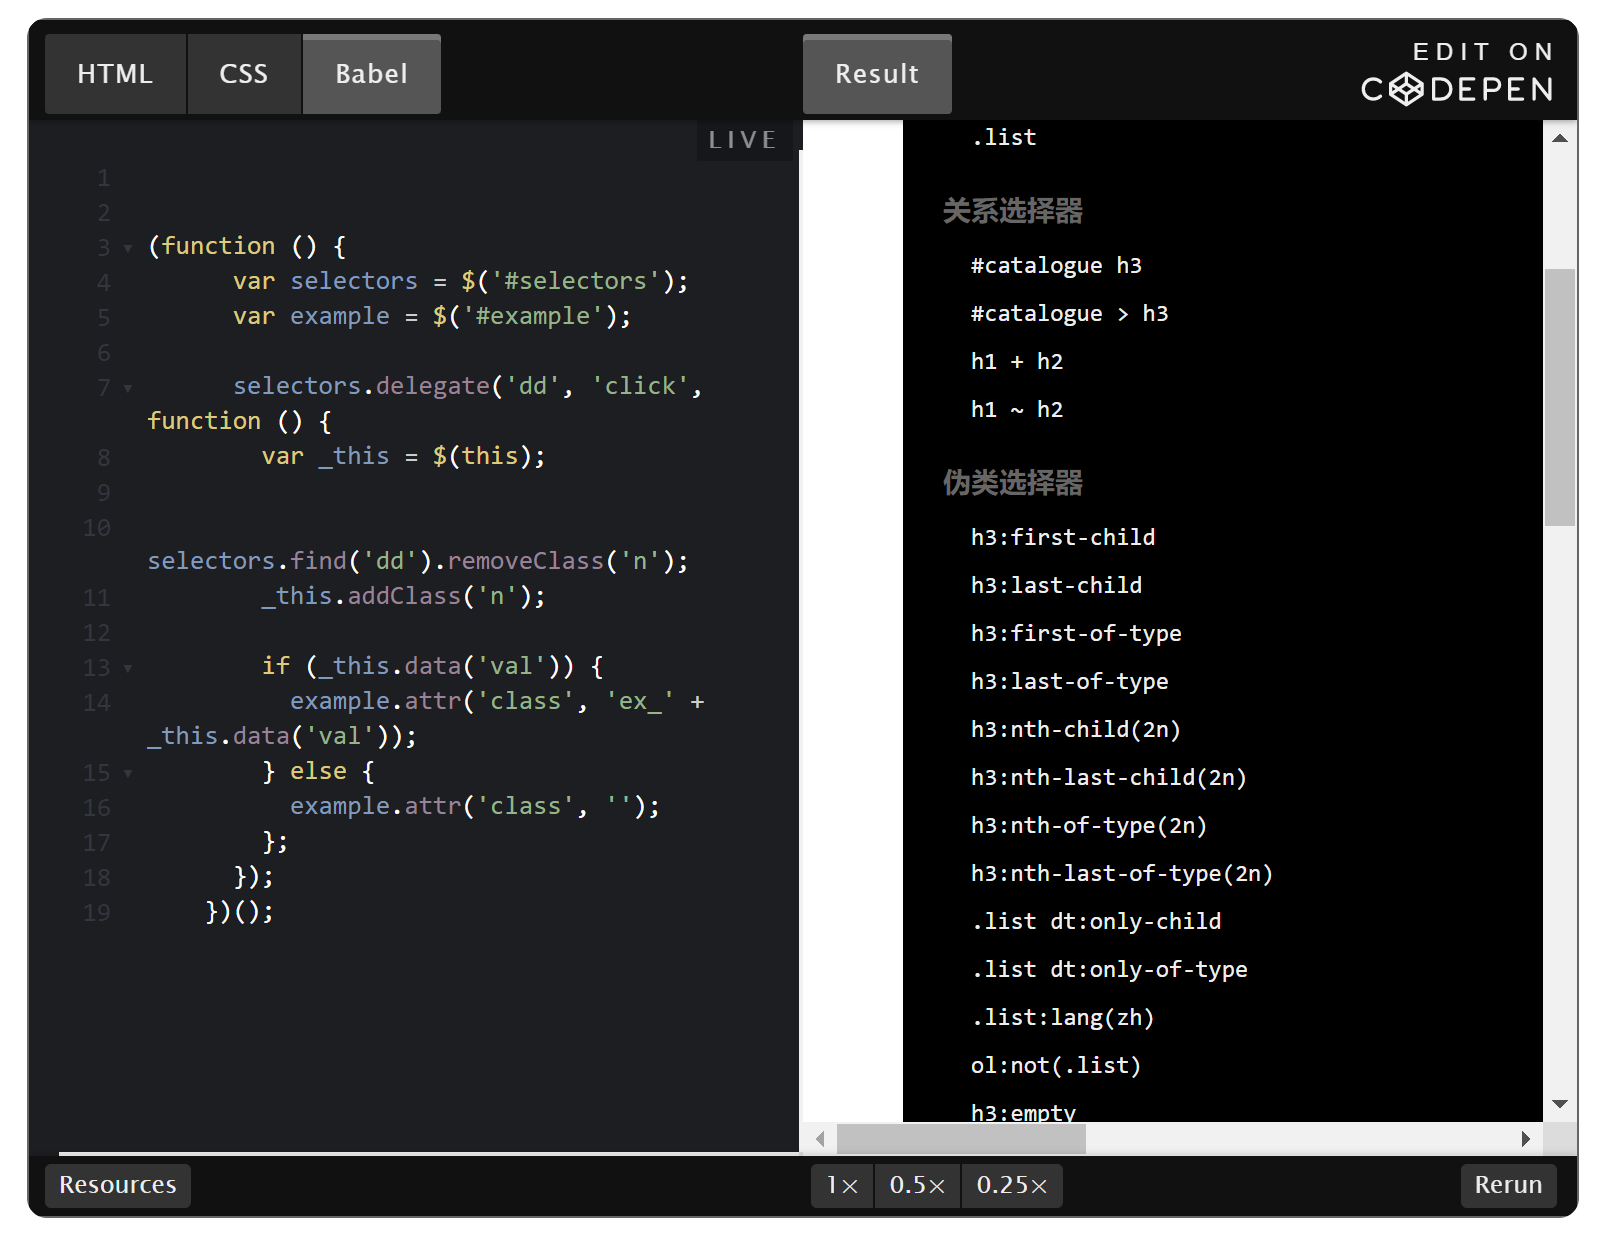 HTML CSS Babel
Result
EDIT ON
CODEPEN
LIVE
1
2
3 (function () {
4 var selectors = $('#selectors');
5 var example = $('#example');
6
7 selectors.delegate('dd', 'click',
function () {
8 var _this = $(this);
9
10
selectors.find('dd').removeClass('n');
11 _this.addClass('n');
12
13 if (_this.data('val')) {
14 example.attr('class', 'ex_' +
_this.data('val'));
15 } else {
16 example.attr('class', '');
17 };
18 });
19 })();
.list
关系选择器
#catalogue h3
#catalogue > h3
h1 + h2
h1 ~ h2
伪类选择器
h3:first-child
h3:last-child
h3:first-of-type
h3:last-of-type
h3:nth-child(2n)
h3:nth-last-child(2n)
h3:nth-of-type(2n)
h3:nth-last-of-type(2n)
.list dt:only-child
.list dt:only-of-type
.list:lang(zh)
ol:not(.list)
h3:empty
Resources
1× 0.5× 0.25×
Rerun